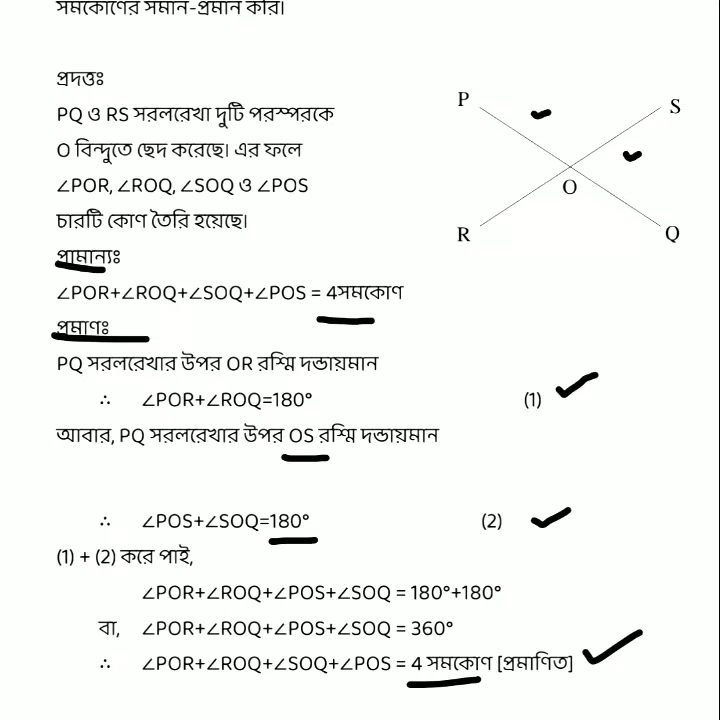 সমকোণের সমান-প্রমান করি।
প্রদত্তঃ
PQ ও RS সরলরেখা দুটি পরস্পরকে
O বিন্দুতে ছেদ করেছে। এর ফলে
∠POR, ∠ROQ, ∠SOQ ও ∠POS
চারটি কোণ তৈরি হয়েছে।
P
S
O
R
Q
পামান্যঃ
∠POR+∠ROQ+∠SOQ+∠POS = 4সমকোণ
প্রমাণঃ
PQ সরলরেখার উপর OR রশ্মি দন্ডায়মান
∴ ∠POR+∠ROQ=180° (1)
আবার, PQ সরলরেখার উপর OS রশ্মি দন্ডায়মান
∴ ∠POS+∠SOQ=180° (2)
(1) + (2) করে পাই,
∠POR+∠ROQ+∠POS+∠SOQ = 180°+180°
বা, ∠POR+∠ROQ+∠POS+∠SOQ = 360°
∴ ∠POR+∠ROQ+∠SOQ+∠POS = 4 সমকোণ [প্রমাণিত]